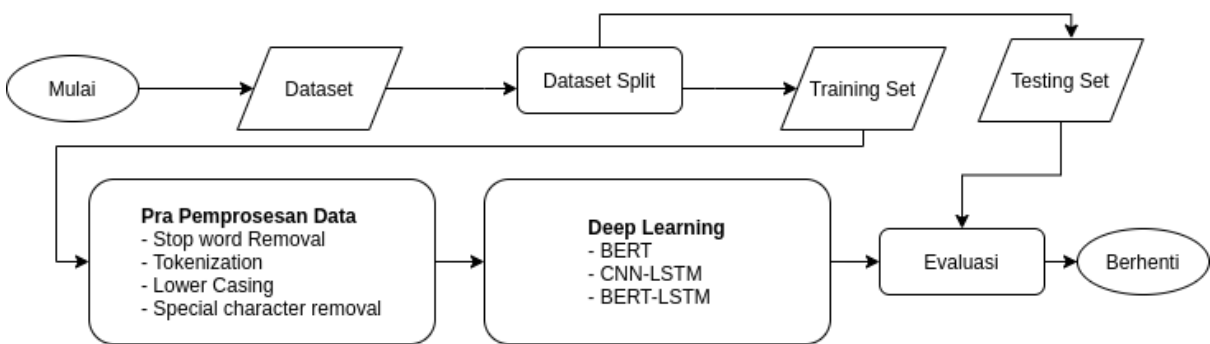 Mulai
Dataset
Dataset Split
Training Set
Testing Set
Pra Pemprosesan Data
- Stop word Removal
- Tokenization
- Lower Casing
- Special character removal
Deep Learning
- BERT
- CNN-LSTM
- BERT-LSTM
Evaluasi
Berhenti